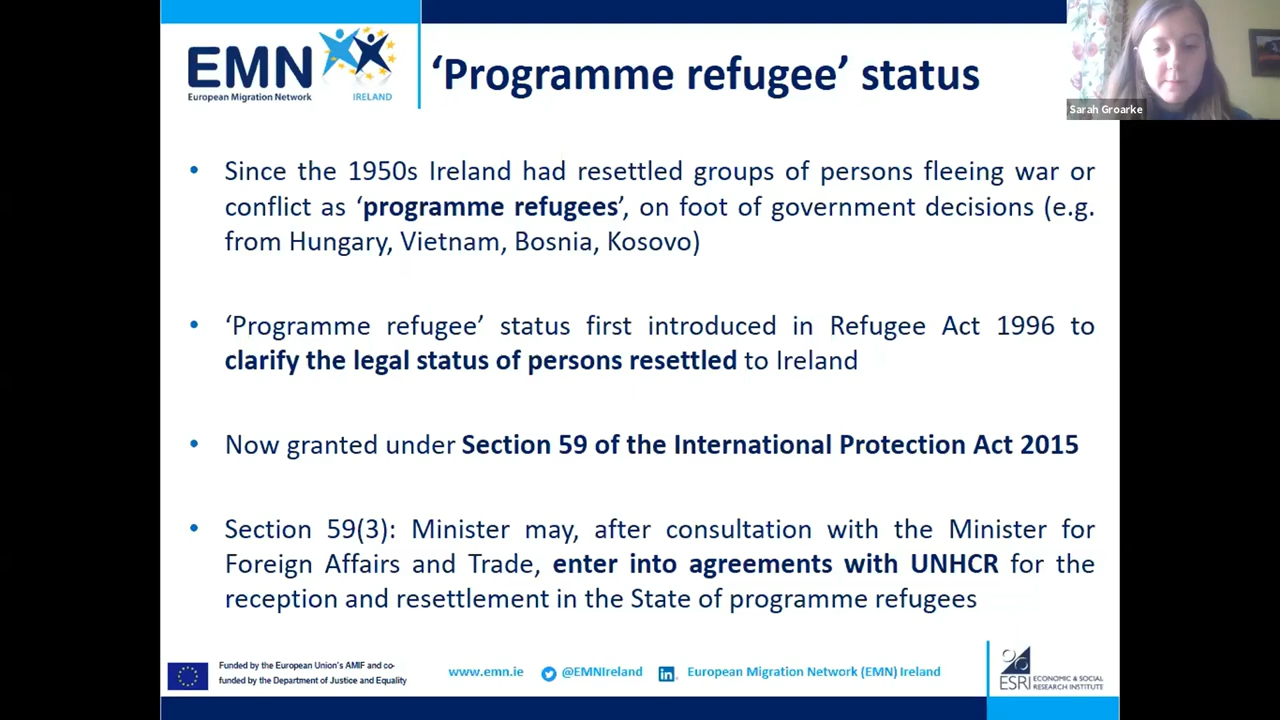 EMN
European Migration Network
IRELAND
‘Programme refugee’ status
Sarah Groarke
• Since the 1950s Ireland had resettled groups of persons fleeing war or
conflict as ‘programme refugees’, on foot of government decisions (e.g.
from Hungary, Vietnam, Bosnia, Kosovo)
• ‘Programme refugee’ status first introduced in Refugee Act 1996 to
clarify the legal status of persons resettled to Ireland
• Now granted under Section 59 of the International Protection Act 2015
• Section 59(3): Minister may, after consultation with the Minister for
Foreign Affairs and Trade, enter into agreements with UNHCR for the
reception and resettlement in the State of programme refugees
Funded by the European Union's AMIF and co-
funded by the Department of Justice and Equality
www.emn.ie
@EMNIreland
in
European Migration Network (EMN) Ireland
ESRI
ECONOMIC & SOCIAL
RESEARCH INSTITUTE